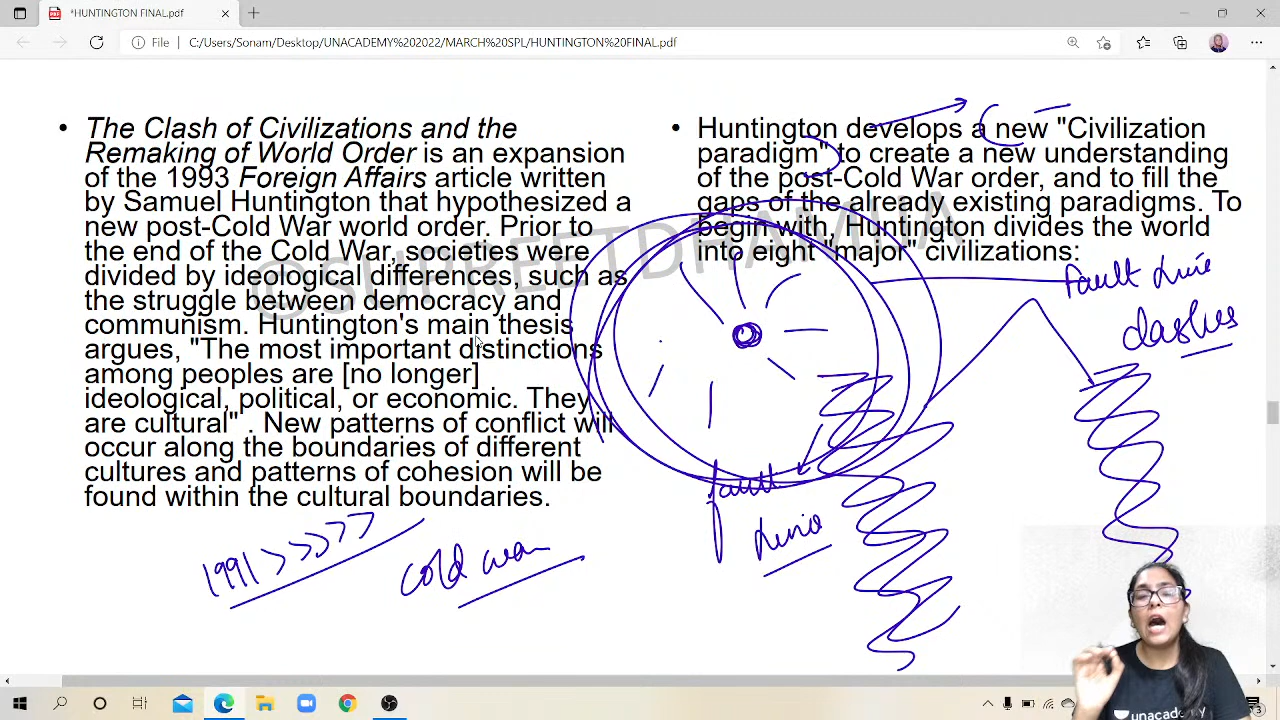 *HUNTINGTON FINAL.pdf
File
C:/Users/Sonam/Desktop/UNACADEMY%202022/MARCH%20SPL/HUNTINGTON%20FINAL.pdf
• The Clash of Civilizations and the
Remaking of World Order is an expansion
of the 1993 Foreign Affairs article written
by Samuel Huntington that hypothesized a
new post-Cold War world order. Prior to
the end of the Cold War, societies were
divided by ideological differences, such as
the struggle between democracy and
communism. Huntington's main thesis
argues, "The most important distinctions
among peoples are [no longer]
ideological, political, or economic. They
are cultural" . New patterns of conflict will
occur along the boundaries of different
cultures and patterns of cohesion will be
found within the cultural boundaries.
1991 >>>>>
cold war
• Huntington develops a new "Civilization
paradigm" to create a new understanding
of the post-Cold War order, and to fill the
gaps of the already existing paradigms. To
begin with, Huntington divides the world
into eight "major" civilizations:
fault Line
clashes
fault
Line
@SUPREETDHAMIJA
unacademy
3